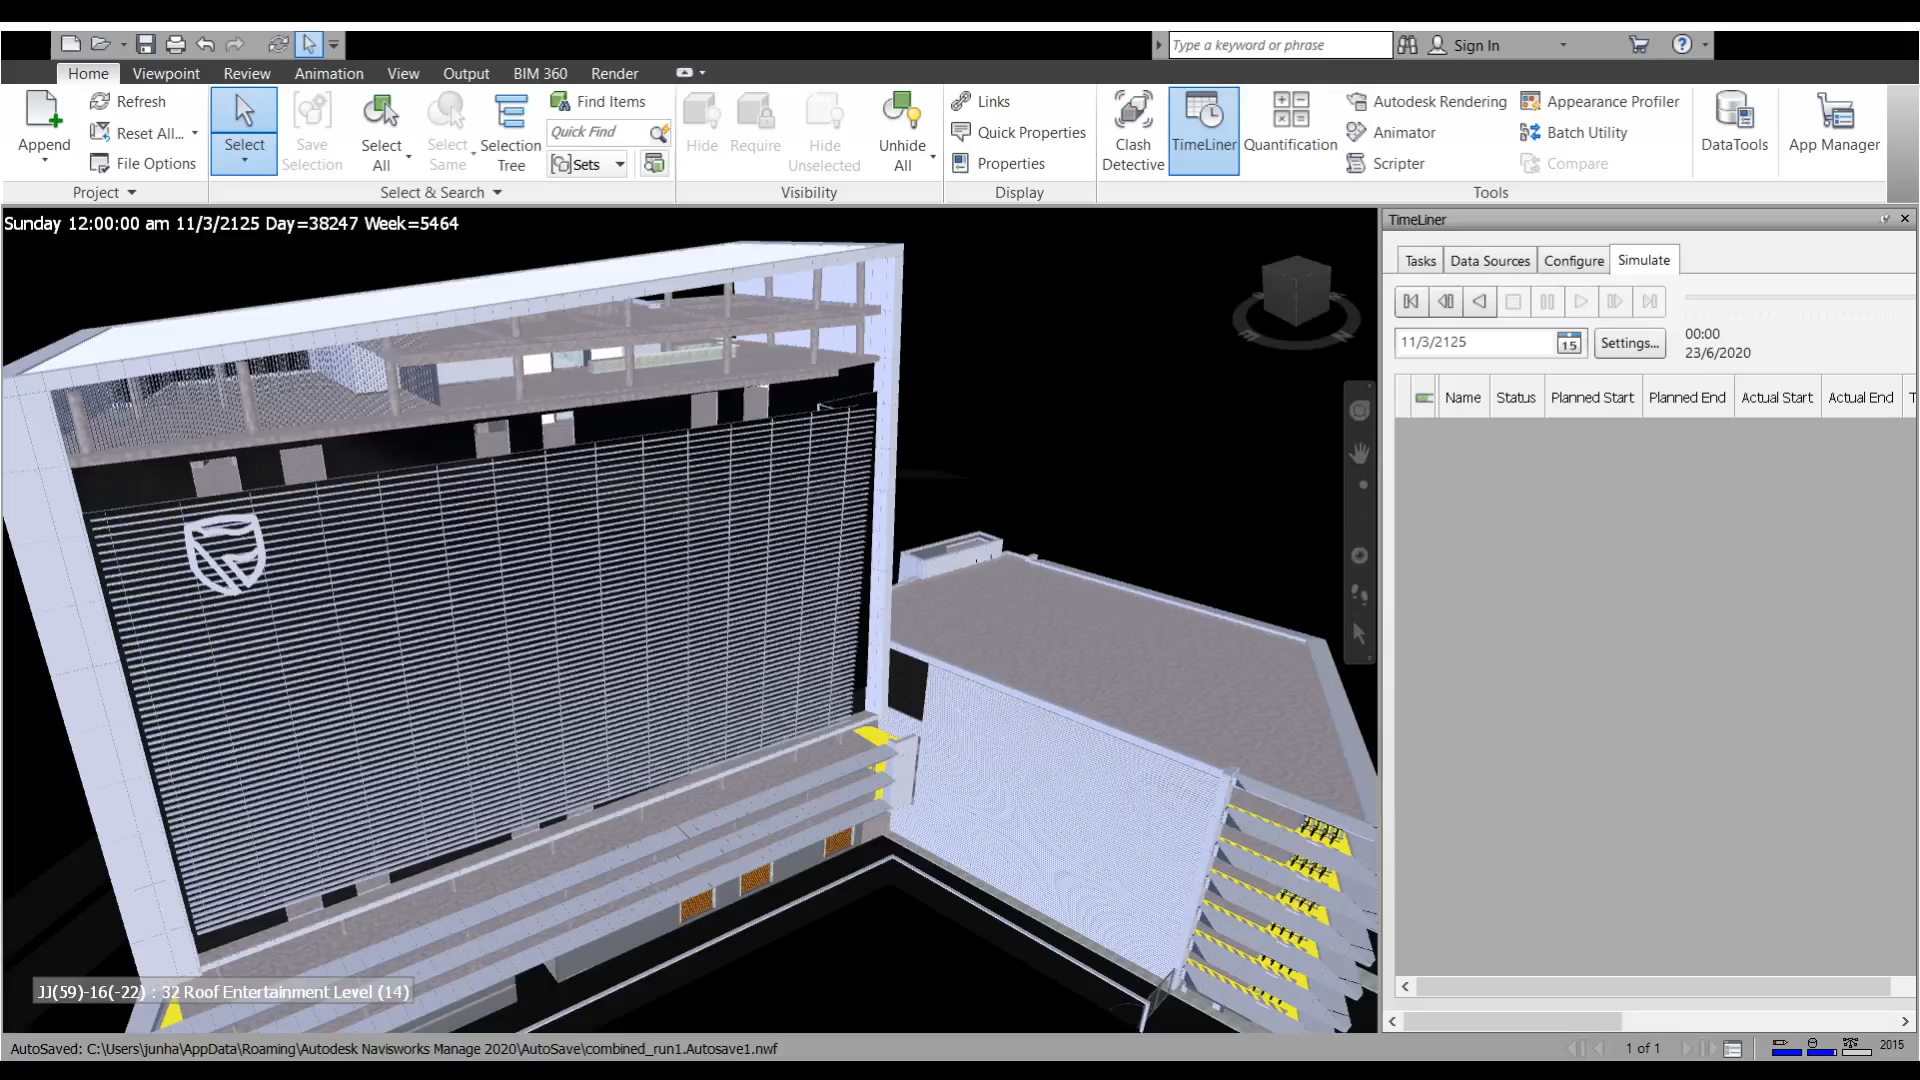 Type a keyword or phrase
Sign In
Home Viewpoint Review Animation View Output BIM 360 Render
Append
Refresh
Reset All...
File Options
Project
Select
Save Selection
Select All
Select Same
Selection Tree
Find Items
Quick Find
Sets
Select & Search
Hide
Require
Hide Unselected
Unhide All
Visibility
Links
Quick Properties
Properties
Display
Clash Detective
TimeLiner
Quantification
Autodesk Rendering
Animator
Scripter
Appearance Profiler
Batch Utility
Compare
Tools
DataTools
App Manager
Sunday 12:00:00 am 11/3/2125 Day=38247 Week=5464
TimeLiner
Tasks Data Sources Configure Simulate
11/3/2125
15
Settings...
00:00
23/6/2020
Name Status Planned Start Planned End Actual Start Actual End T
JJ(59)-16(-22) : 32 Roof Entertainment Level (14)
AutoSaved: C:\Users\junha\AppData\Roaming\Autodesk Navisworks Manage 2020\AutoSave\combined_run1.Autosave1.nwf
1 of 1
2015